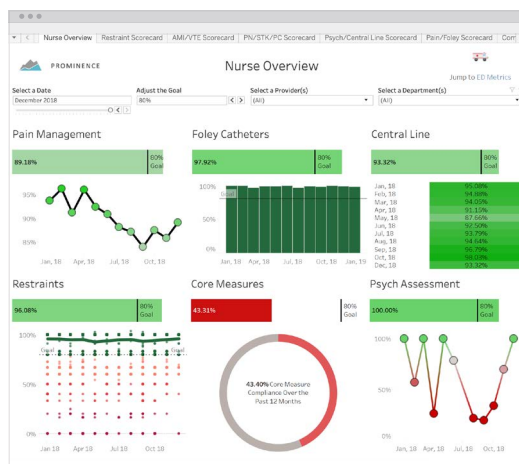 Nurse Overview
Restraint Scorecard
AMI/VTE Scorecard
PN/STK/PC Scorecard
Psych/Central Line Scorecard
Pain/Foley Scorecard
PROMINENCE
Nurse Overview
Jump to ED Metrics
Select a Date
Adjust the Goal
Select a Provider(s)
Select a Department(s)
December 2018
80%
(All)
(All)
Pain Management
Foley Catheters
Central Line
89.18%
80%
Goal
97.92%
80%
Goal
93.32%
80%
Goal
95%
90%
85%
Jan, 18 Apr, 18 Jul, 18 Oct, 18
100%
Goal
50%
0%
Jan, 18 Apr, 18 Jul, 18 Oct, 18 Jan, 19
Jan, 18 95.08%
Feb, 18 94.88%
Mar, 18 94.05%
Apr, 18 91.15%
May, 18 87.66%
Jun, 18 92.50%
Jul, 18 93.79%
Aug, 18 94.64%
Sep, 18 96.79%
Oct, 18 98.03%
Dec, 18 93.32%
Restraints
Core Measures
Psych Assessment
96.08%
80%
Goal
43.31%
80%
Goal
100.00%
80%
Goal
100%
Goal
Goal
50%
0%
Jan 18 Apr 18 Jul 18 Oct 18
43.40% Core Measure
Compliance Over the
Past 12 Months
100%
50%
0%
Jan, 18 Apr, 18 Jul, 18 Oct, 18